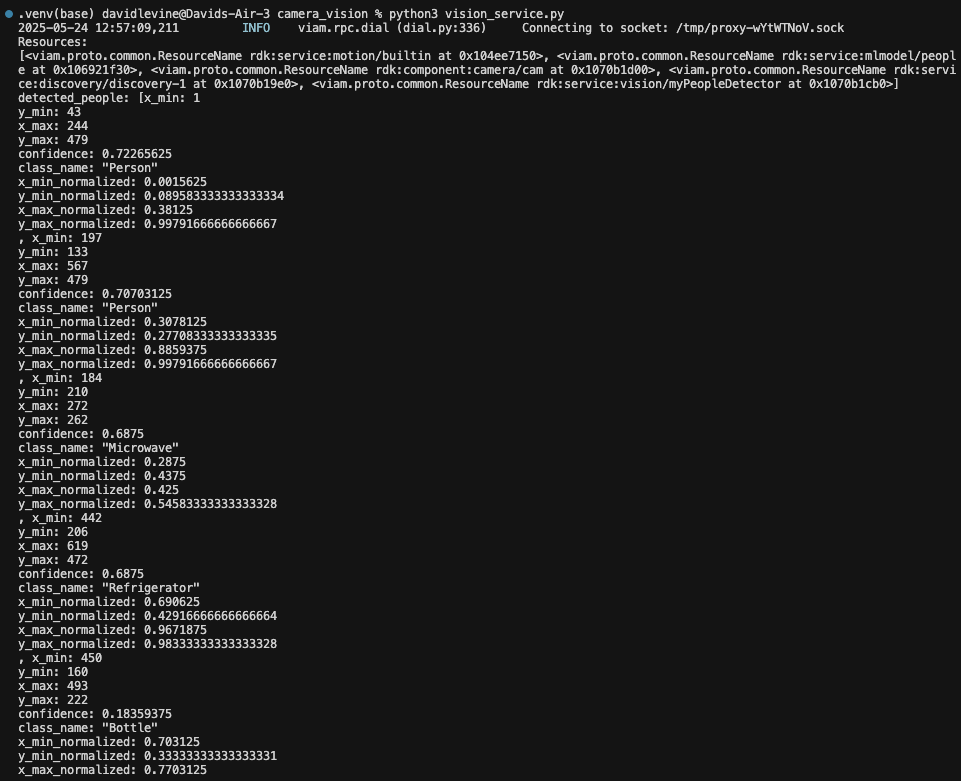 .venv(base) davidlevine@Davids-Air-3 camera_vision % python3 vision_service.py
2025-05-24 12:57:09,211 INFO viam.rpc.dial (dial.py:336) Connecting to socket: /tmp/proxy-wYtWTNoV.sock
Resources:
[<viam.proto.common.ResourceName rdk:service:motion/builtin at 0x104ee7150>, <viam.proto.common.ResourceName rdk:service:mlmodel/peopl
e at 0x106921f30>, <viam.proto.common.ResourceName rdk:component:camera/cam at 0x1070b1d00>, <viam.proto.common.ResourceName rdk:servi
ce:discovery/discovery-1 at 0x1070b19e0>, <viam.proto.common.ResourceName rdk:service:vision/myPeopleDetector at 0x1070b1cb0>]
detected_people: [x_min: 1
y_min: 43
x_max: 244
y_max: 479
confidence: 0.72265625
class_name: "Person"
x_min_normalized: 0.0015625
y_min_normalized: 0.089583333333333334
x_max_normalized: 0.38125
y_max_normalized: 0.99791666666666667
, x_min: 197
y_min: 133
x_max: 567
y_max: 479
confidence: 0.70703125
class_name: "Person"
x_min_normalized: 0.3078125
y_min_normalized: 0.27708333333333335
x_max_normalized: 0.8859375
y_max_normalized: 0.99791666666666667
, x_min: 184
y_min: 210
x_max: 272
y_max: 262
confidence: 0.6875
class_name: "Microwave"
x_min_normalized: 0.2875
y_min_normalized: 0.4375
x_max_normalized: 0.425
y_max_normalized: 0.54583333333333328
, x_min: 442
y_min: 206
x_max: 619
y_max: 472
confidence: 0.6875
class_name: "Refrigerator"
x_min_normalized: 0.690625
y_min_normalized: 0.42916666666666664
x_max_normalized: 0.9671875
y_max_normalized: 0.98333333333333328
, x_min: 450
y_min: 160
x_max: 493
y_max: 222
confidence: 0.18359375
class_name: "Bottle"
x_min_normalized: 0.703125
y_min_normalized: 0.33333333333333331
x_max_normalized: 0.7703125